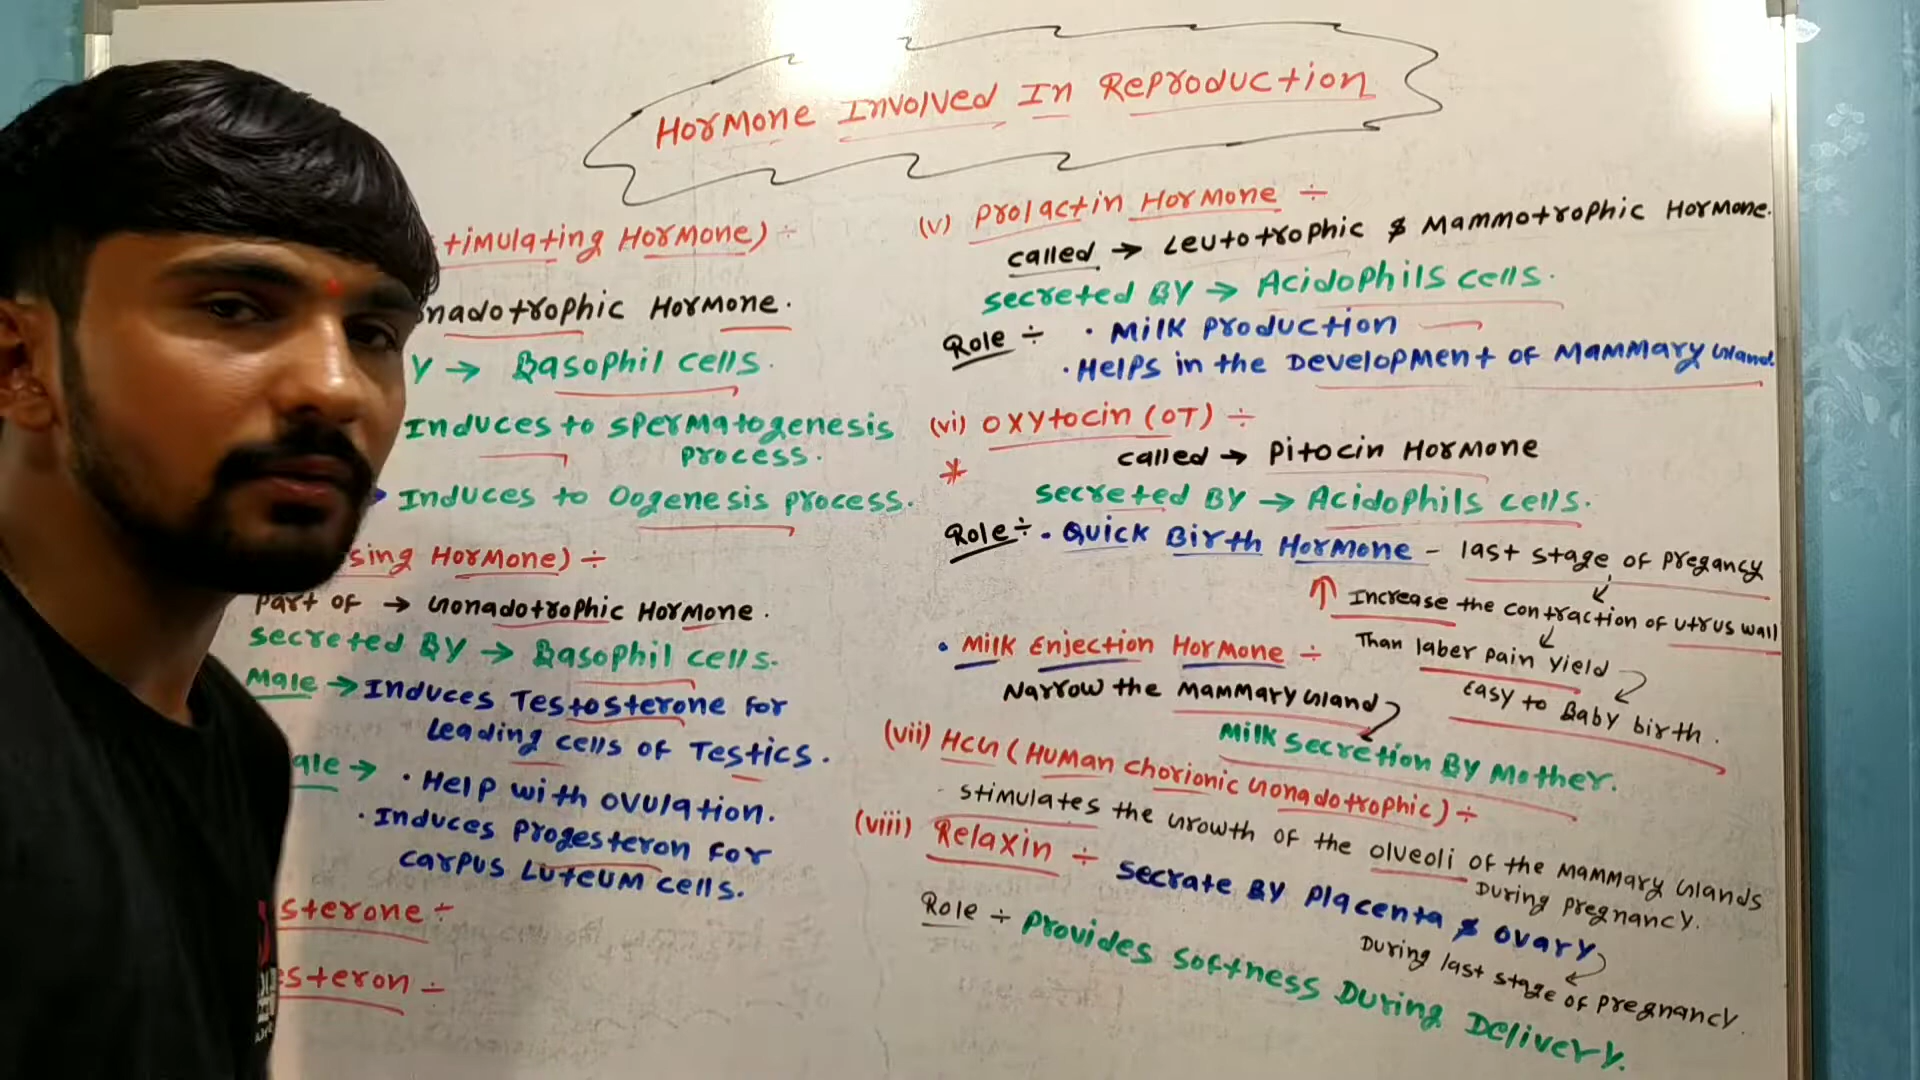 Hormone Involved In Reproduction
timulating Hormone) ÷
nadotrophic Hormone.
Y → Basophil cells.
Induces to spermatogenesis
process.
Induces to Oogenesis process.
sing Hormone) ÷
Part of → Gonadotrophic Hormone.
secreted By → Basophil cells.
Male → Induces Testosterone for
Leading cells of Testics.
ale → · Help with ovulation.
· Induces Progesteron for
carpus Luteum cells.
sterone ÷
esteron ÷
(v) Prolactin Hormone ÷
called → Leutotrophic & Mammotrophic Hormone.
secreted By → Acidophils cells.
Role ÷ · Milk production
· Helps in the Development of Mammary Gland.
(vi) Oxytocin (OT) ÷
* called → Pitocin Hormone
secreted By → Acidophils cells.
Role ÷ · Quick Birth Hormone - last stage of pregancy
↑ Increase the contraction of utrus wall
Than laber pain yield
Easy to Baby birth.
· Milk Enjection Hormone ÷
Narrow the mammary Gland
Milk secretion By Mother.
(vii) HCG (Human chorionic Gonadotrophic) ÷
stimulates the Growth of the olveoli of the mammary Glands
During pregnancy.
(viii) Relaxin ÷ secrate By Placenta & Ovary
During last stage of pregnancy.
Role ÷ Provides Softness During Delivery.